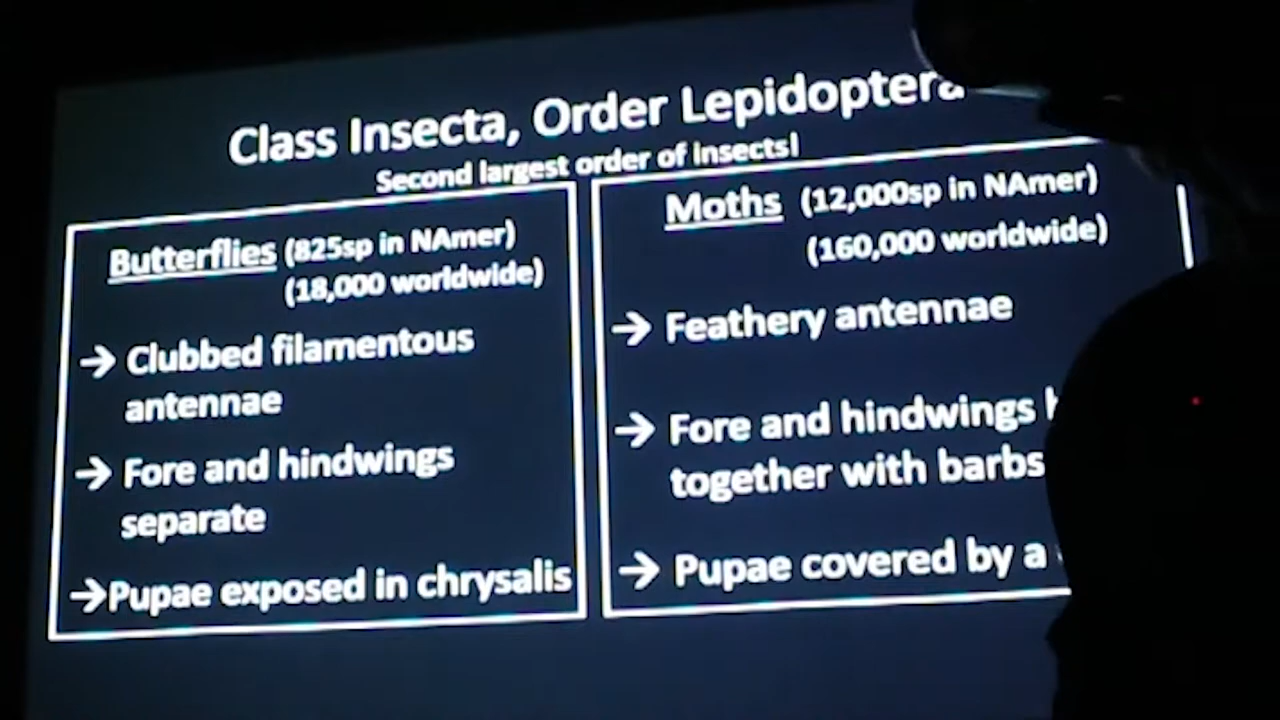 Class Insecta, Order Lepidoptera
Second largest order of insects!
Butterflies (825sp in NAmer)
(18,000 worldwide)
→ Clubbed filamentous
antennae
→ Fore and hindwings
separate
→Pupae exposed in chrysalis
Moths (12,000sp in NAmer)
(160,000 worldwide)
→ Feathery antennae
→ Fore and hindwings
together with barbs
→ Pupae covered by a